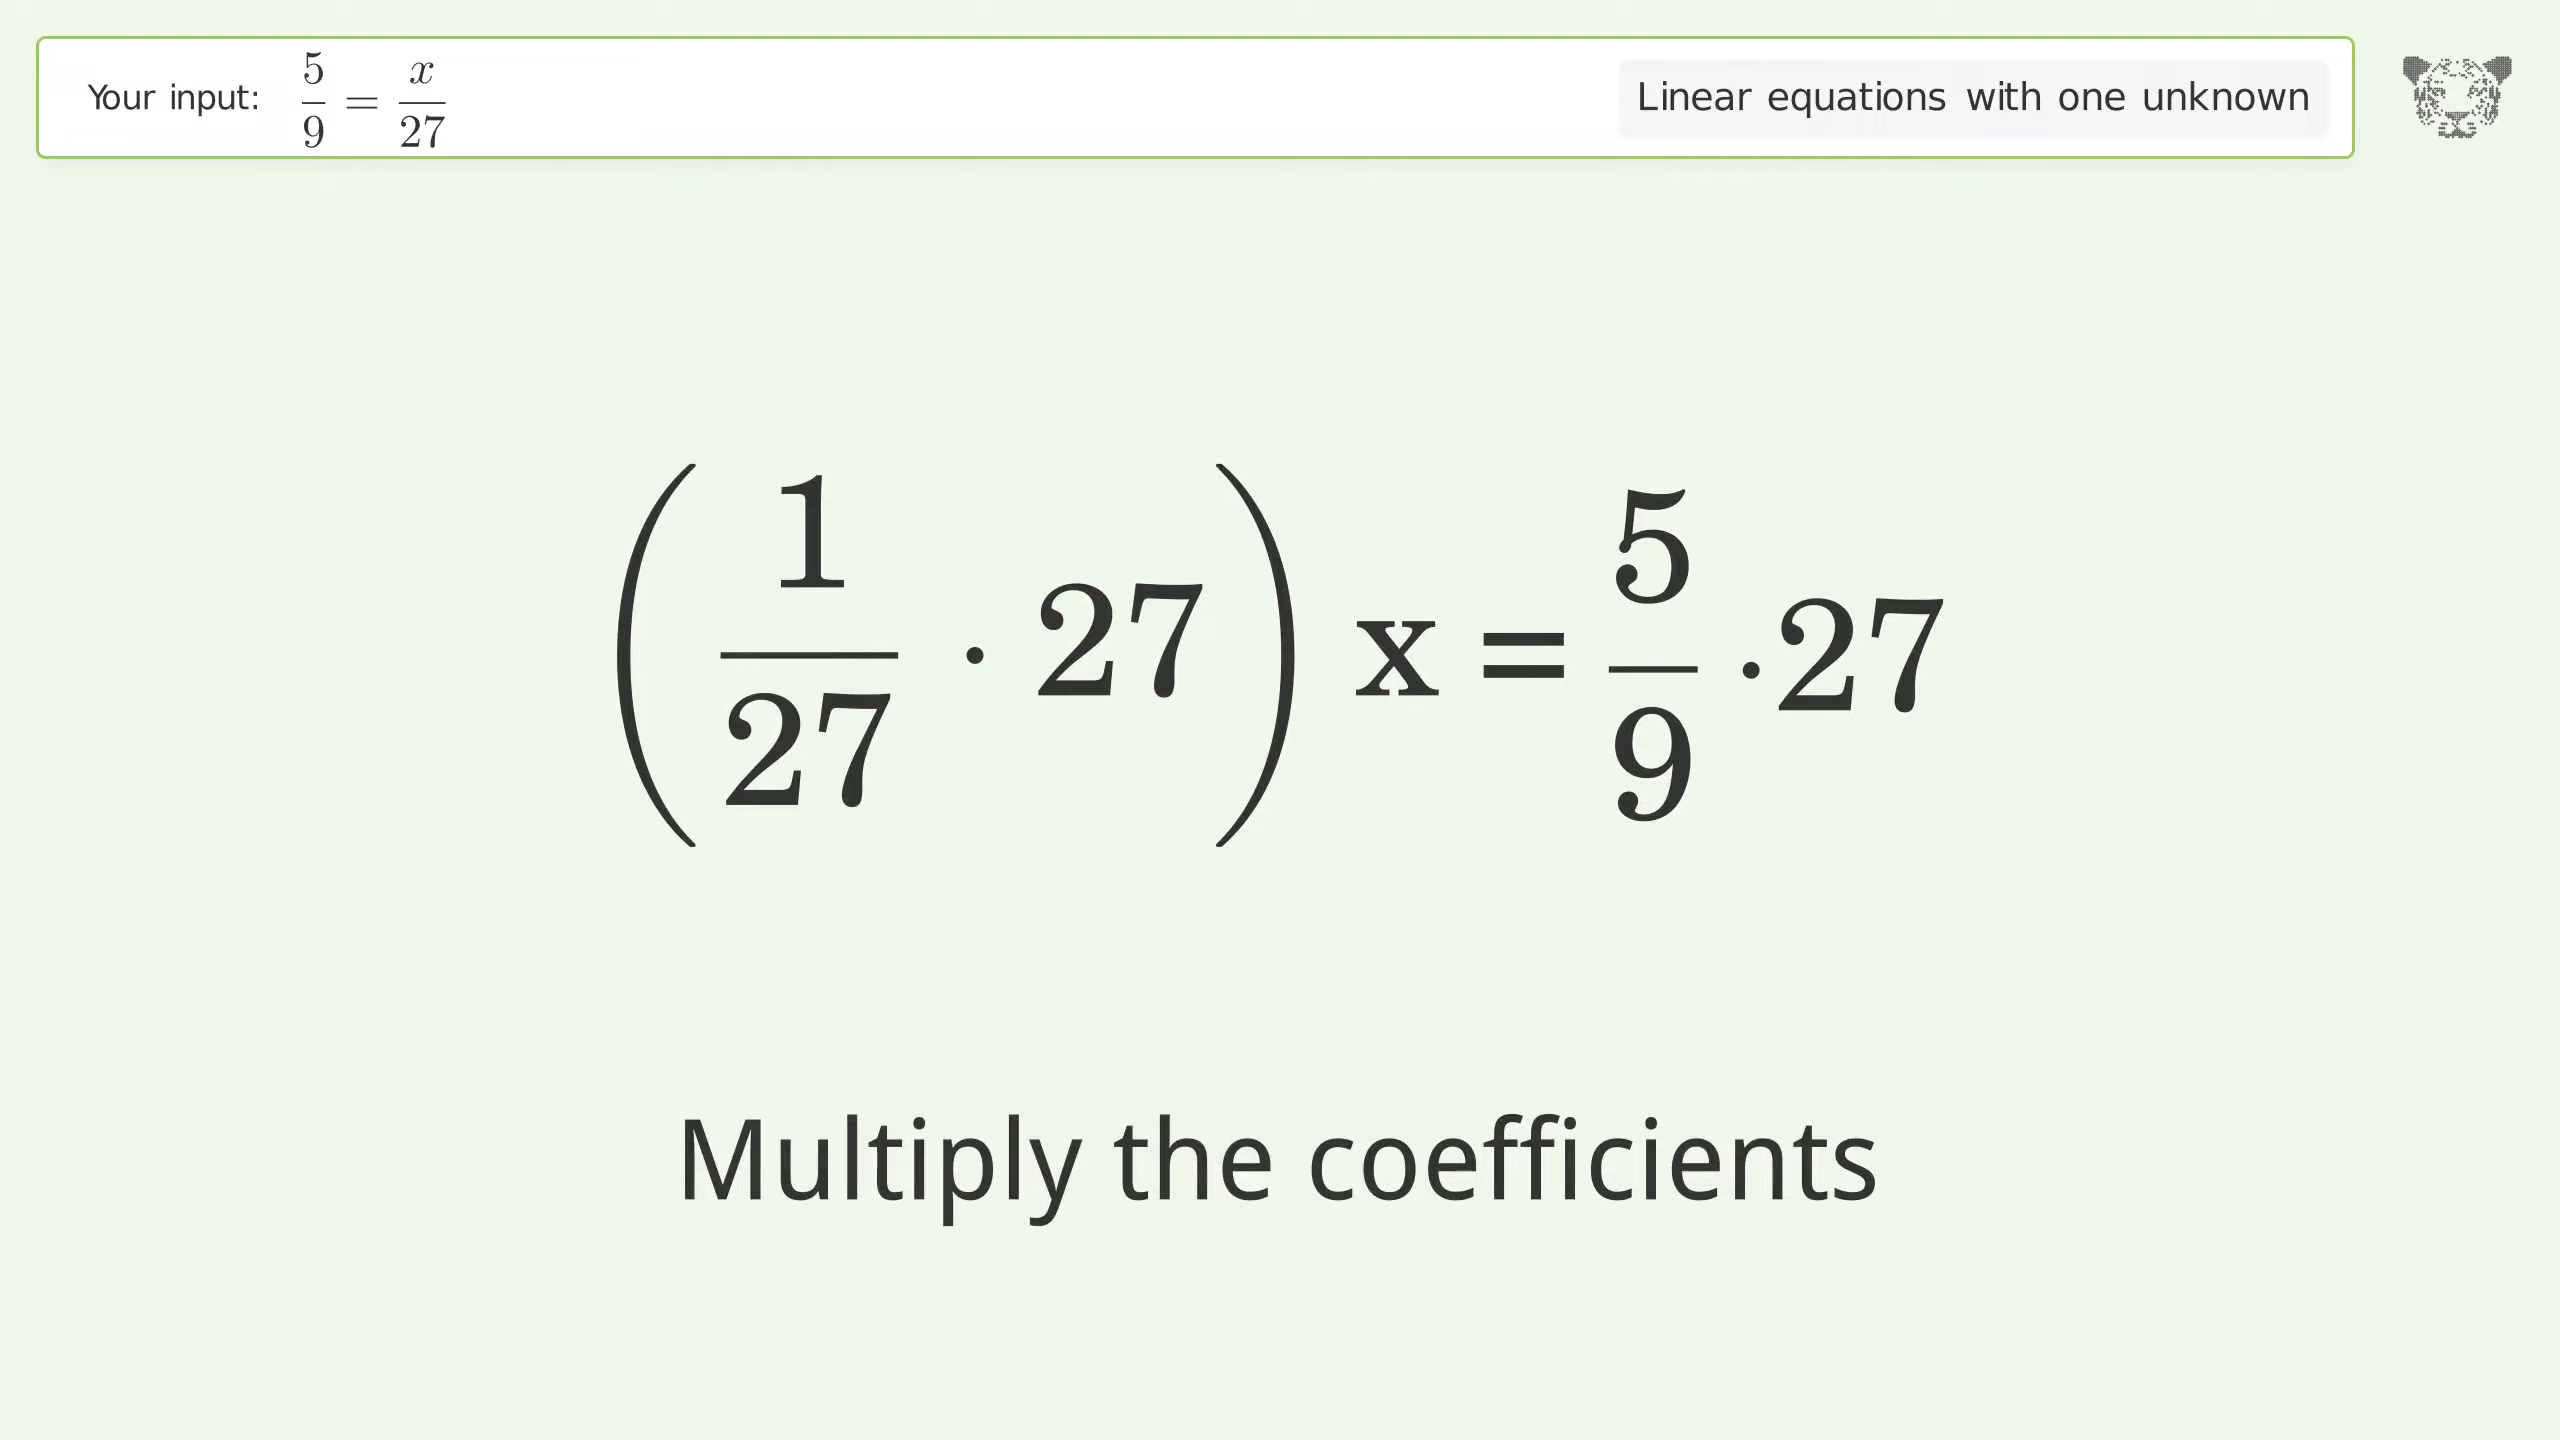 Your input: 5/9 = x/27
Linear equations with one unknown
(1/27 · 27) x = 5/9 · 27
Multiply the coefficients